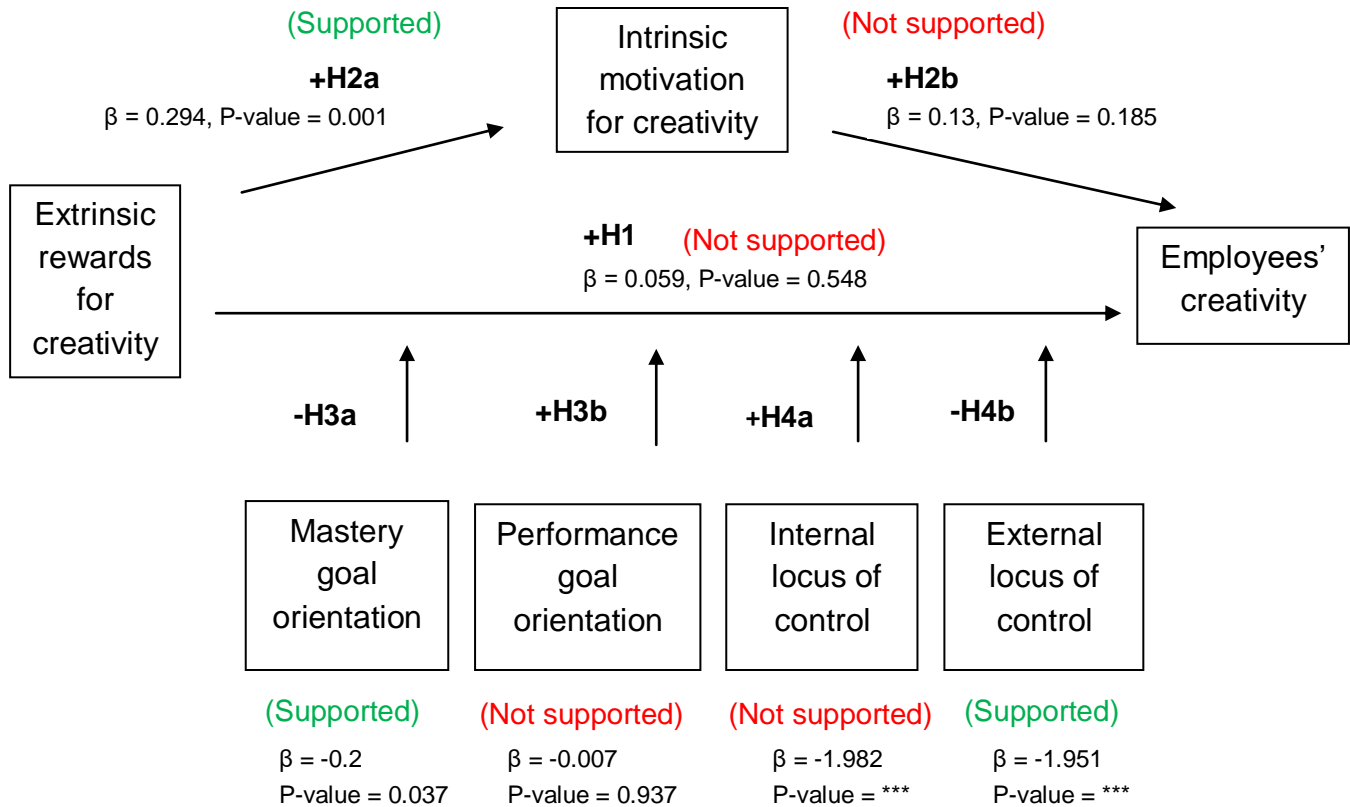 (Supported)
Intrinsic
motivation
for creativity
(Not supported)
+H2a
β = 0.294, P-value = 0.001
+H2b
β = 0.13, P-value = 0.185
Extrinsic
rewards
for
creativity
+H1 (Not supported)
β = 0.059, P-value = 0.548
Employees’
creativity
-H3a
+H3b
+H4a
-H4b
Mastery
goal
orientation
Performance
goal
orientation
Internal
locus of
control
External
locus of
control
(Supported)
(Not supported)
(Not supported)
(Supported)
β = -0.2
P-value = 0.037
β = -0.007
P-value = 0.937
β = -1.982
P-value = ***
β = -1.951
P-value = ***